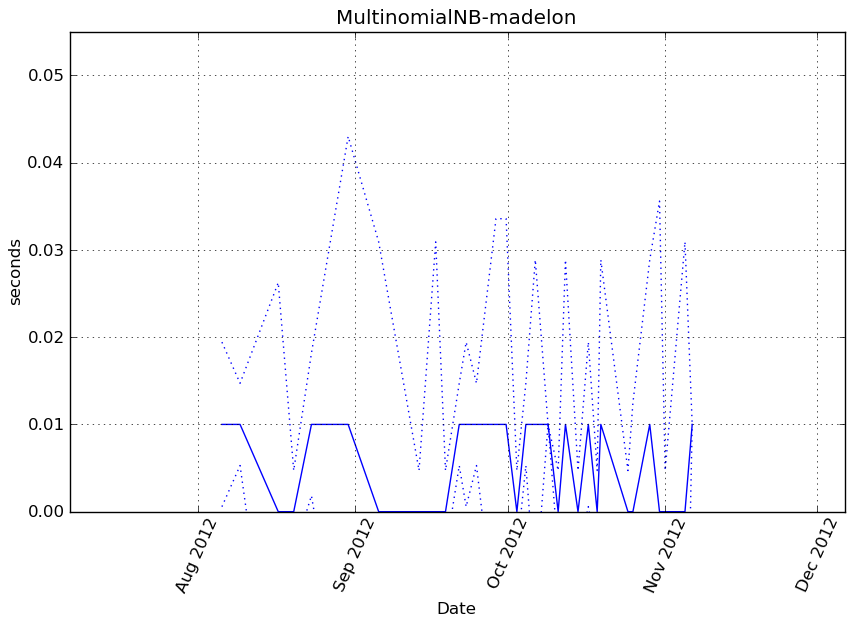 MultinomialNB-madelon
0.05
0.04
0.03
0.02
0.01
0.00
seconds
Aug 2012
Sep 2012
Oct 2012
Nov 2012
Dec 2012
Date